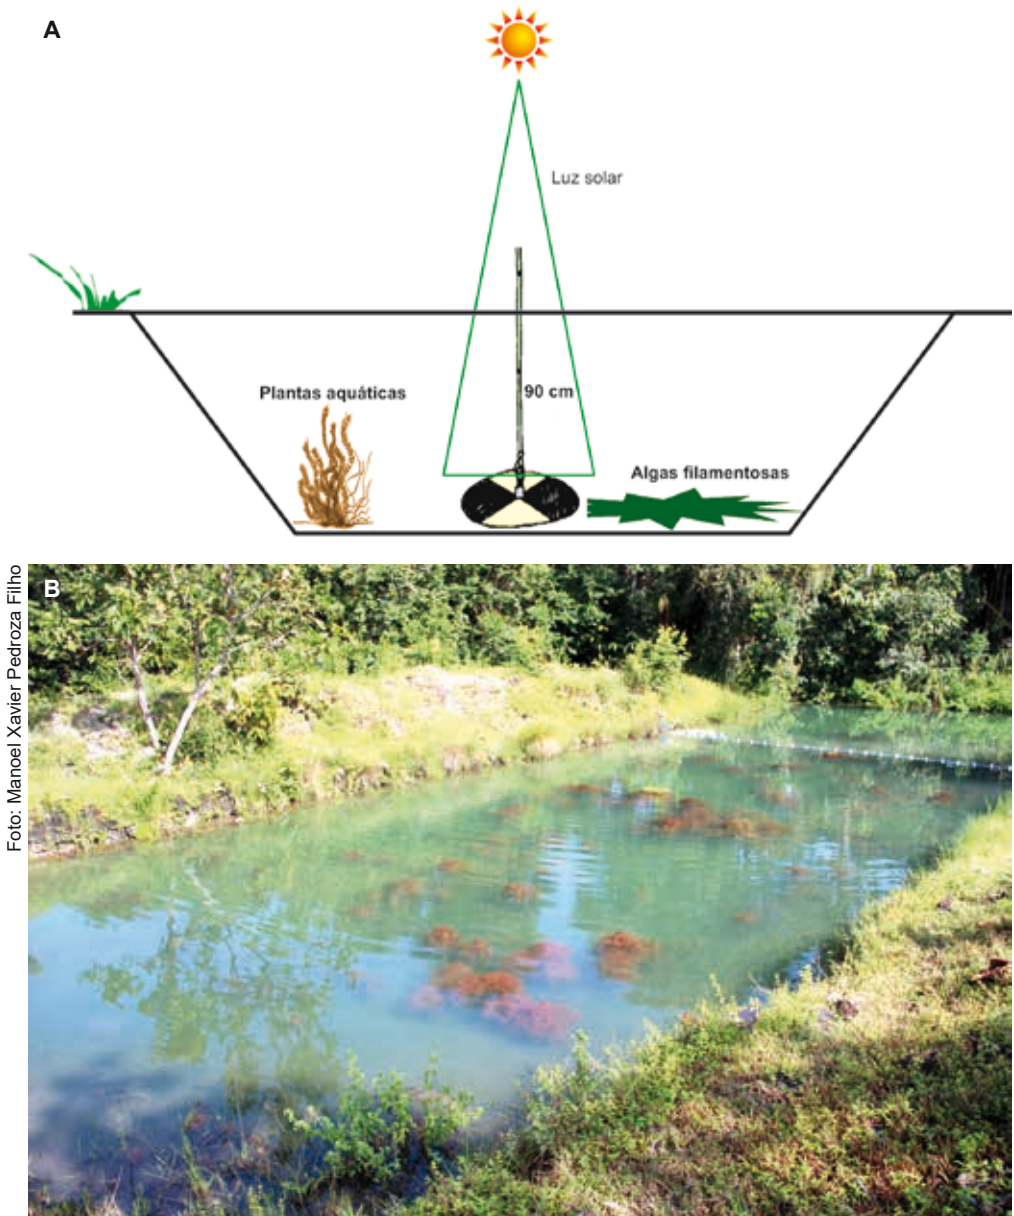 A
Luz solar
Plantas aquáticas
90 cm
Algas filamentosas
B
Foto: Manoel Xavier Pedroza Filho